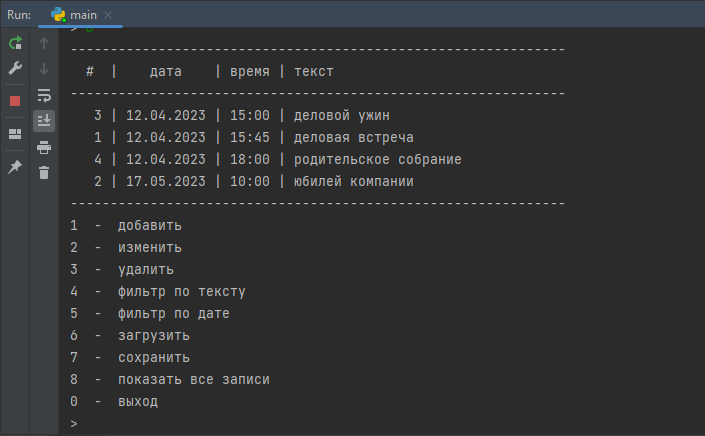 Run: main
>
---------------------------------------------------------------
# | дата | время | текст
---------------------------------------------------------------
3 | 12.04.2023 | 15:00 | деловой ужин
1 | 12.04.2023 | 15:45 | деловая встреча
4 | 12.04.2023 | 18:00 | родительское собрание
2 | 17.05.2023 | 10:00 | юбилей компании
---------------------------------------------------------------
1 - добавить
2 - изменить
3 - удалить
4 - фильтр по тексту
5 - фильтр по дате
6 - загрузить
7 - сохранить
8 - показать все записи
0 - выход
>